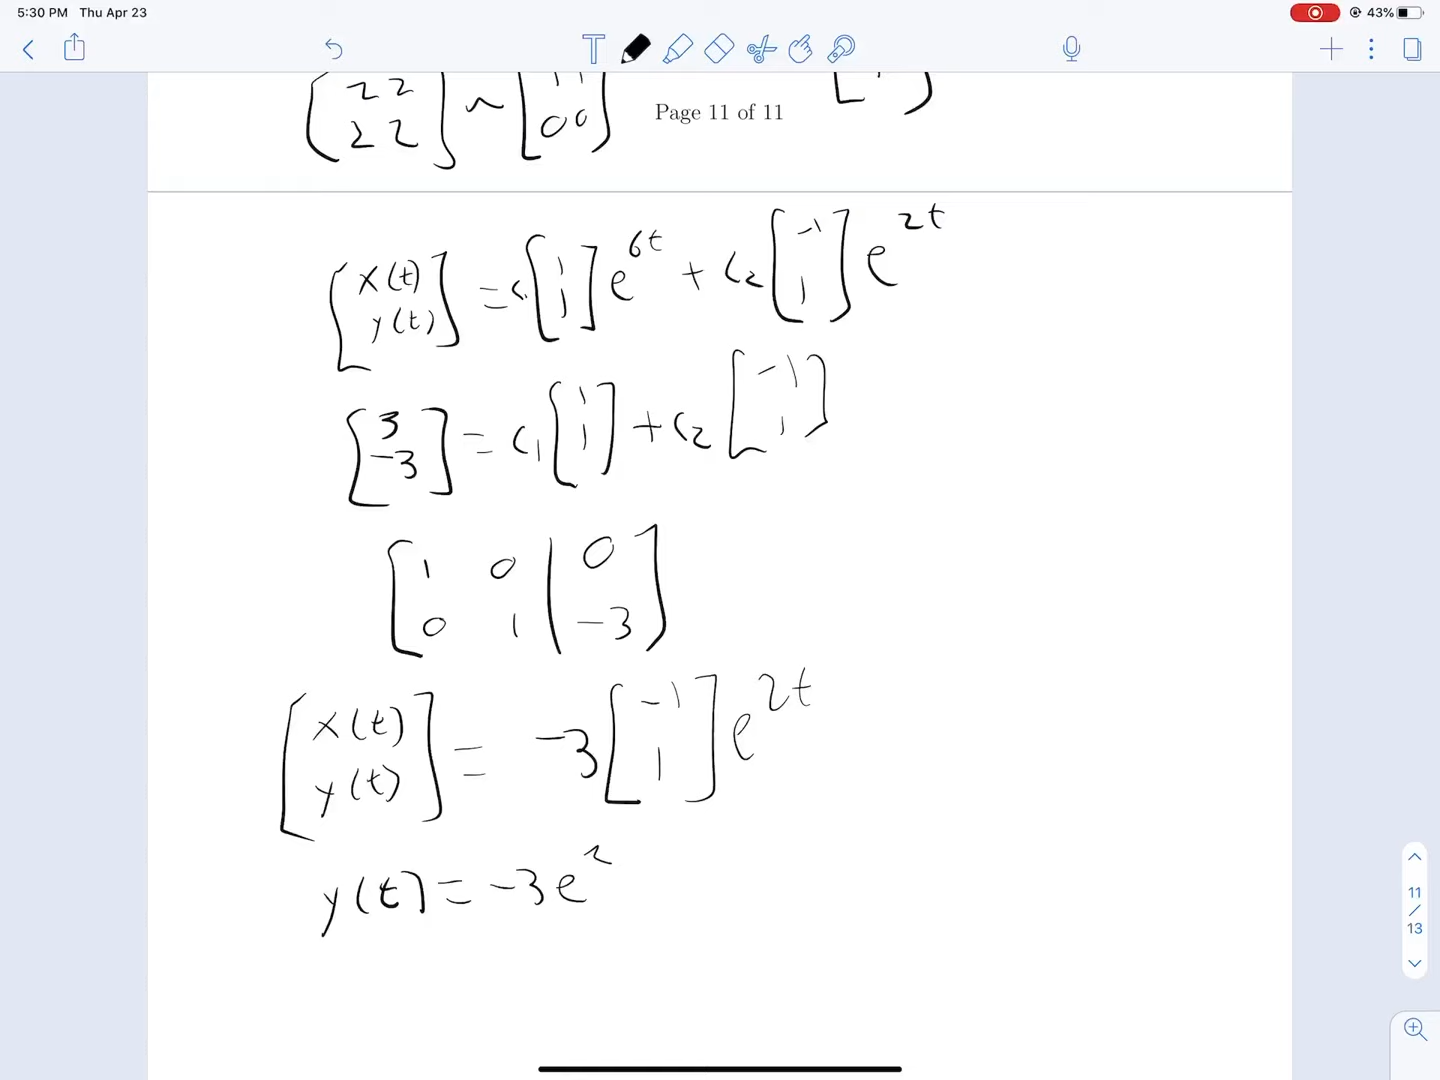 5:30 PM Thu Apr 23
43%
T
[2 2; 2 2] ~ [1 1; 0 0]
Page 11 of 11
[x(t); y(t)] = c₁[1; 1]e^{6t} + c₂[-1; 1]e^{2t}
[3; -3] = c₁[1; 1] + c₂[-1; 1]
[1 0 | 0; 0 1 | -3]
[x(t); y(t)] = -3[-1; 1]e^{2t}
y(t) = -3e^2
11
/
13